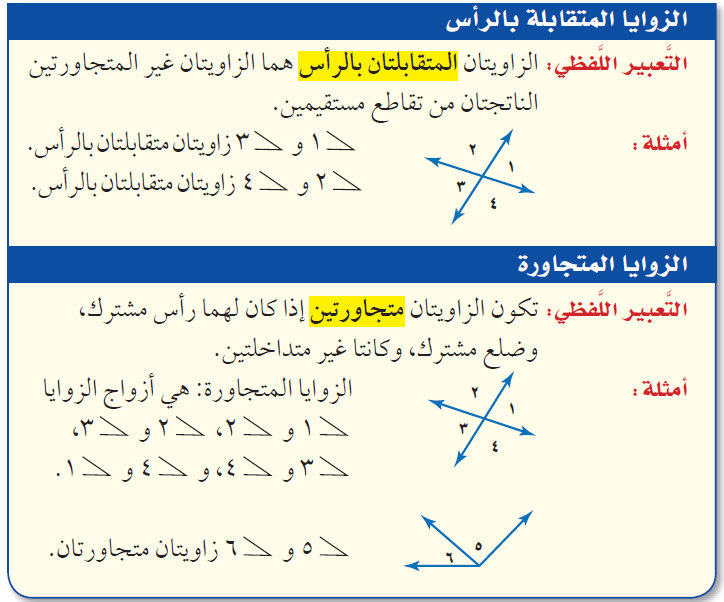 الزوايا المتقابلة بالرأس
التَّعبير اللَّفظي: الزاويتان المتقابلتان بالرأس هما الزاويتان غير المتجاورتين
الناتجتان من تقاطع مستقيمين.
أمثلة:
١ ٢ ٣ ٤
∠١ و ∠٣ زاويتان متقابلتان بالرأس.
∠٢ و ∠٤ زاويتان متقابلتان بالرأس.
الزوايا المتجاورة
التَّعبير اللَّفظي: تكون الزاويتان متجاورتين إذا كان لهما رأس مشترك،
وضلع مشترك، وكانتا غير متداخلتين.
أمثلة:
١ ٢ ٣ ٤
الزوايا المتجاورة: هي أزواج الزوايا
∠١ و ∠٢، ∠٢ و ∠٣،
∠٣ و ∠٤، و ∠٤ و ∠١.
٥ ٦
∠٥ و ∠٦ زاويتان متجاورتان.